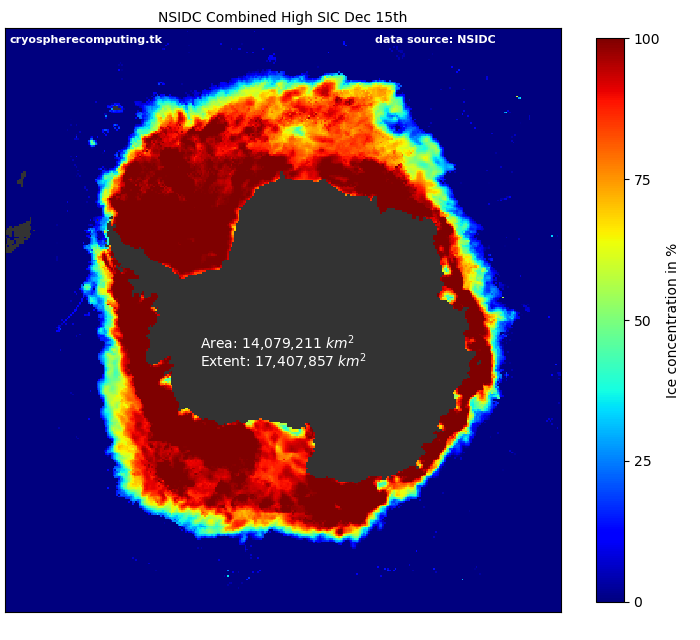 NSIDC Combined High SIC Dec 15th
cryospherecomputing.tk data source: NSIDC
Area: 14,079,211 km²
Extent: 17,407,857 km²
100
75
50
25
0
Ice concentration in %